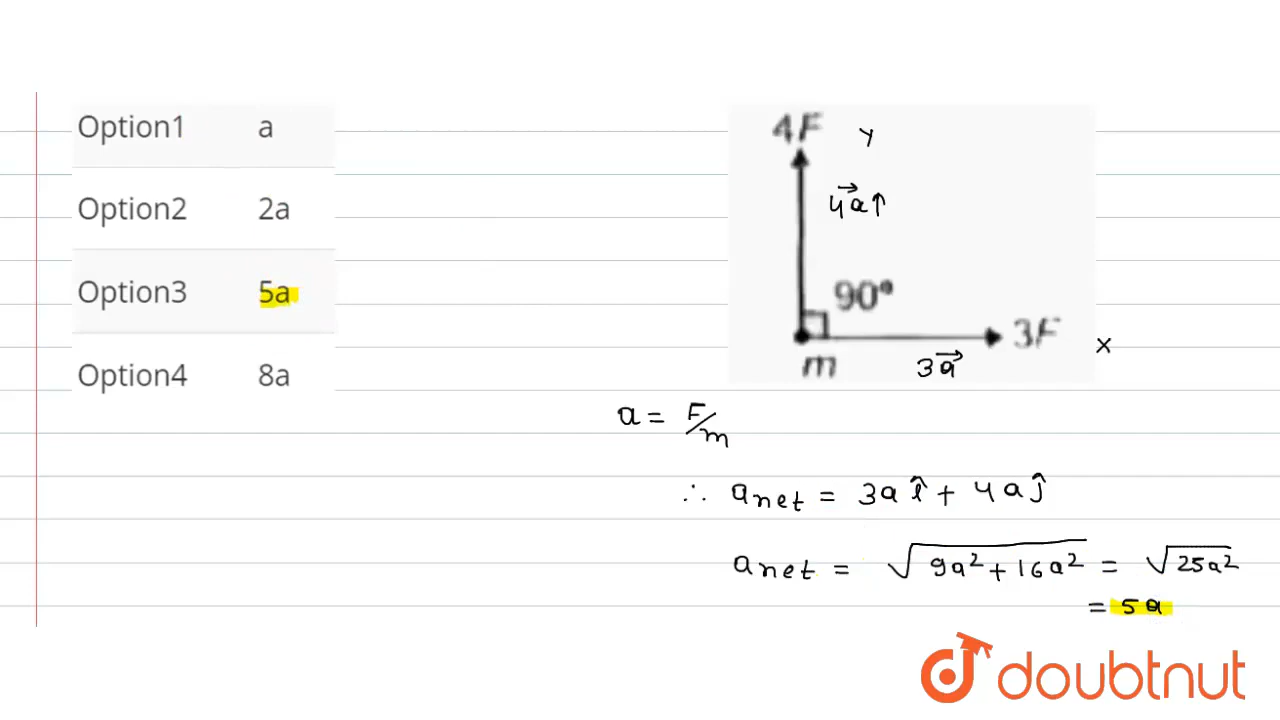 Option1 a
Option2 2a
Option3 5a
Option4 8a
4F Y
4a⃗↑
90°
3F X
m 3a⃗
a = F/m
∴ anet = 3a î + 4a ĵ
anet = √(9a²+16a²) = √(25a²)
= 5a
doubtnut